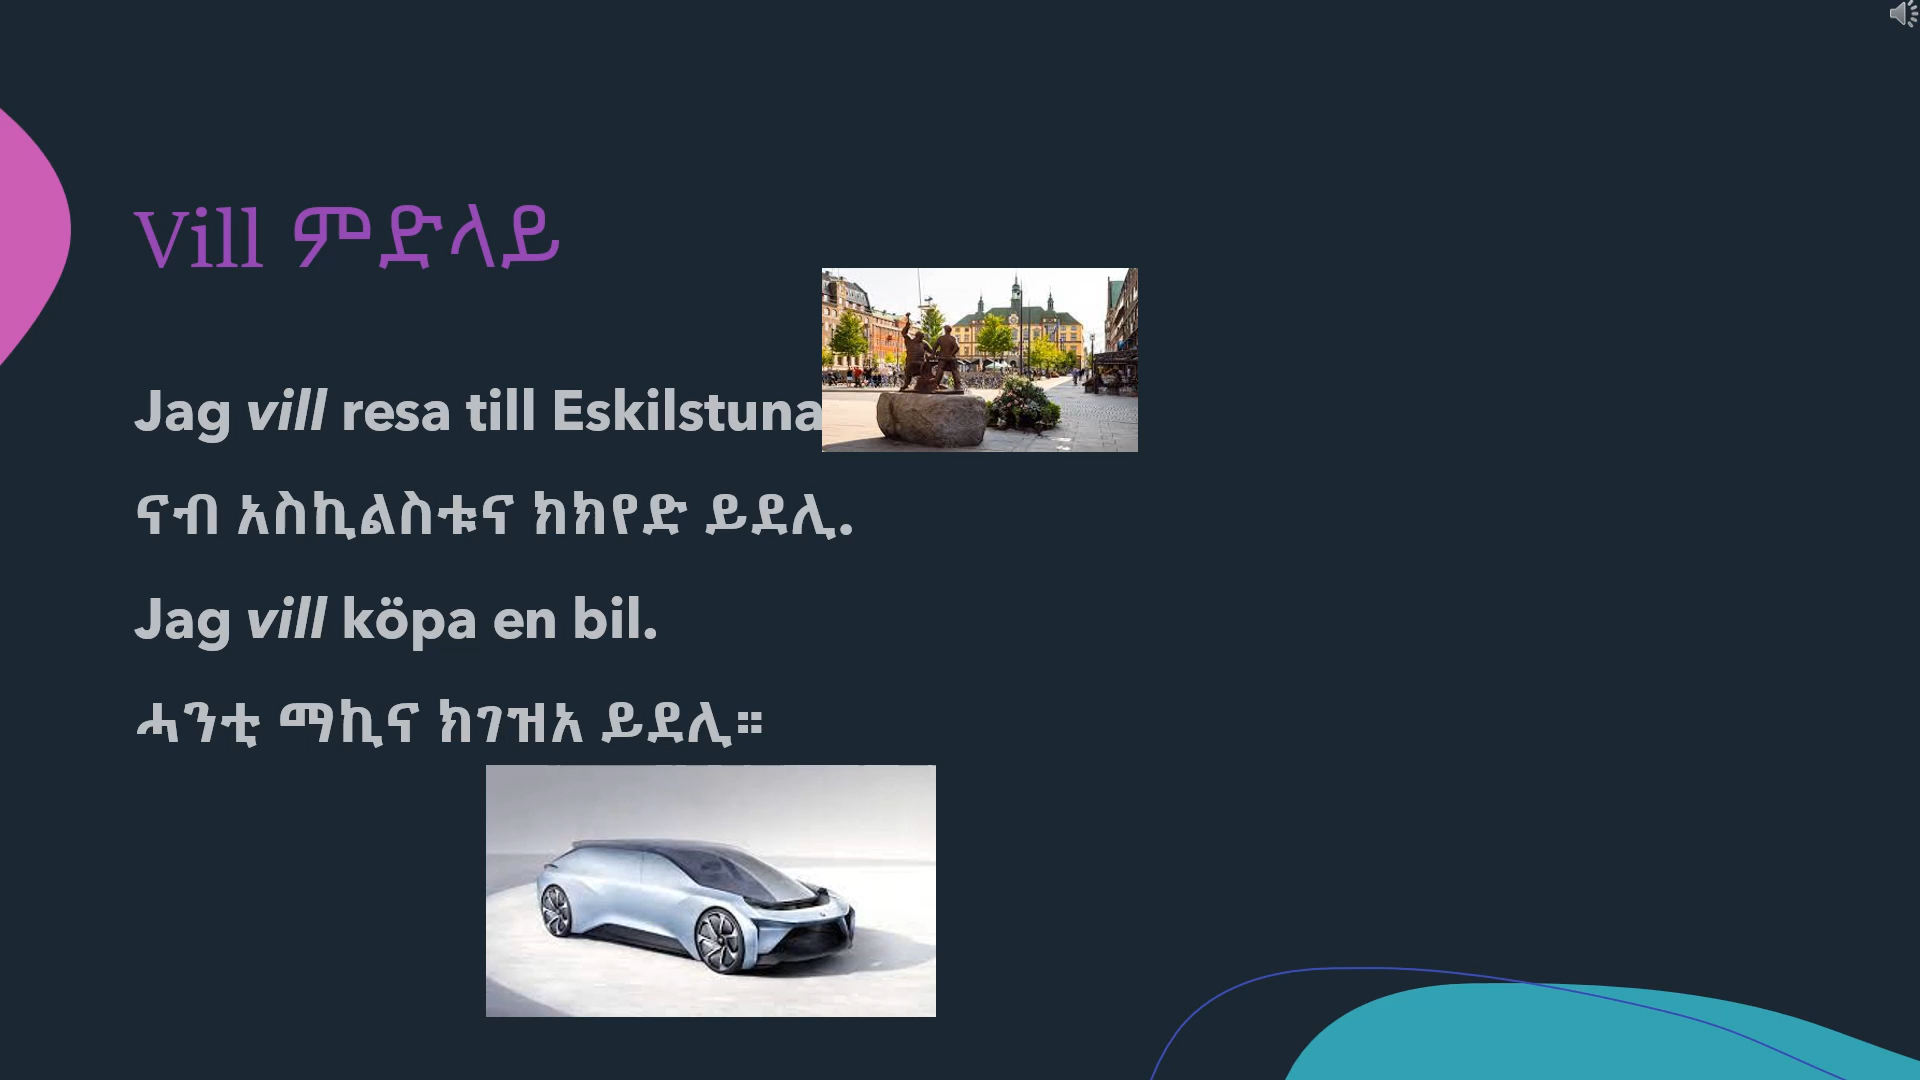 Vill ምድላይ
Jag vill resa till Eskilstuna
ናብ አስኪልስቱና ክክየድ ይደሊ.
Jag vill köpa en bil.
ሓንቲ ማኪና ክገዝእ ይደሊ።